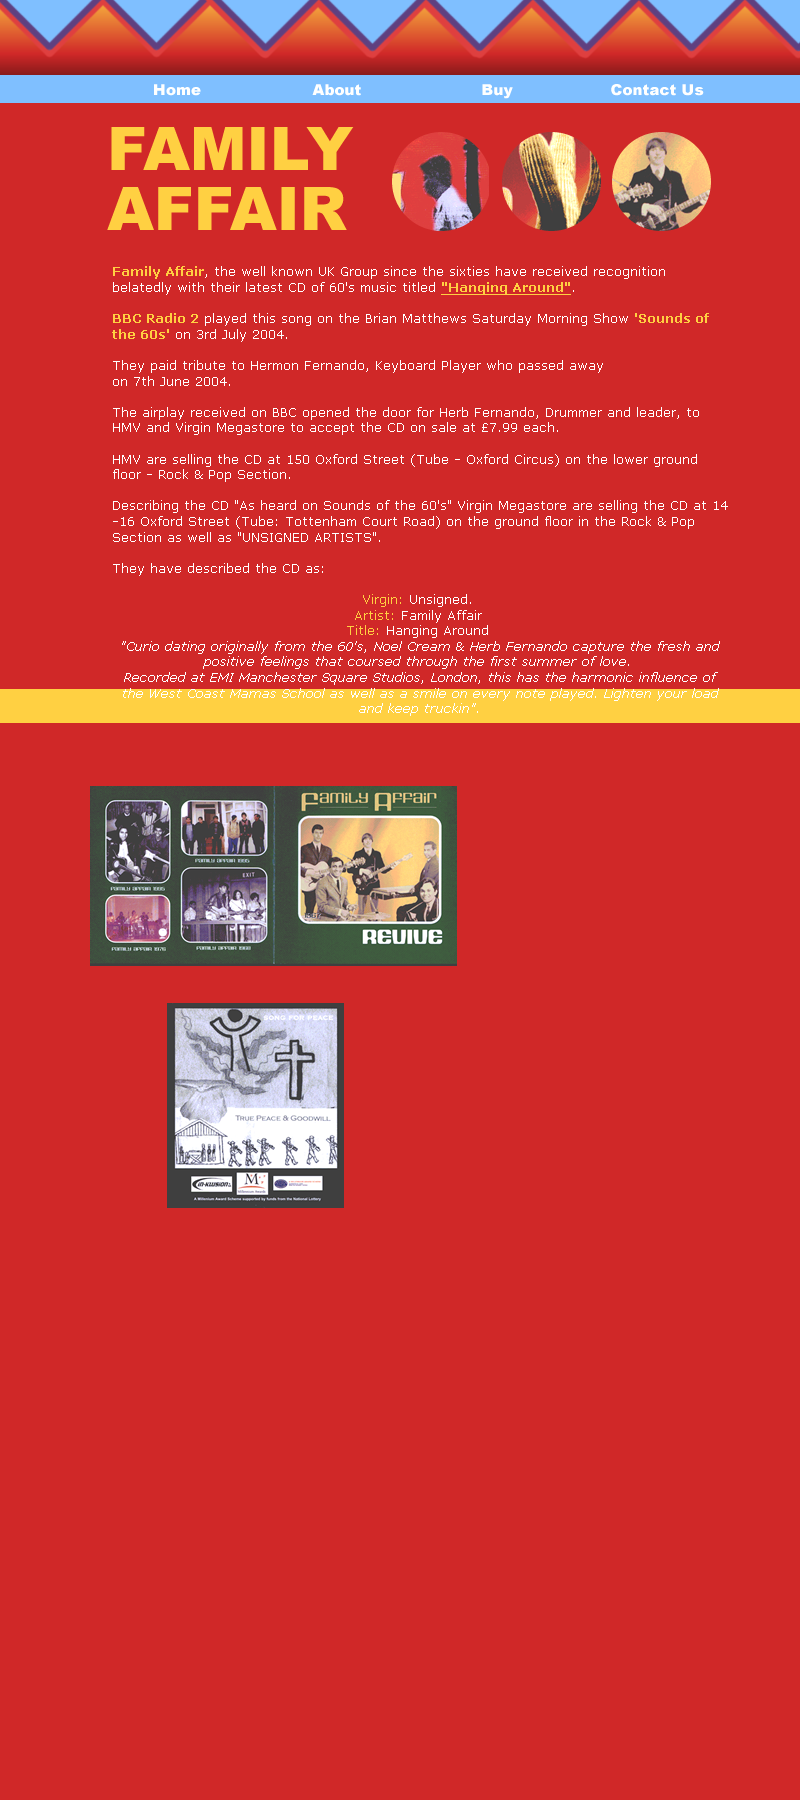 Home About Buy Contact Us
FAMILY
AFFAIR
Family Affair, the well known UK Group since the sixties have received recognition
belatedly with their latest CD of 60's music titled "Hanging Around".
BBC Radio 2 played this song on the Brian Matthews Saturday Morning Show 'Sounds of
the 60s' on 3rd July 2004.
They paid tribute to Hermon Fernando, Keyboard Player who passed away
on 7th June 2004.
The airplay received on BBC opened the door for Herb Fernando, Drummer and leader, to
HMV and Virgin Megastore to accept the CD on sale at £7.99 each.
HMV are selling the CD at 150 Oxford Street (Tube - Oxford Circus) on the lower ground
floor - Rock & Pop Section.
Describing the CD "As heard on Sounds of the 60's" Virgin Megastore are selling the CD at 14
-16 Oxford Street (Tube: Tottenham Court Road) on the ground floor in the Rock & Pop
Section as well as "UNSIGNED ARTISTS".
They have described the CD as:
Virgin: Unsigned.
Artist: Family Affair
Title: Hanging Around
"Curio dating originally from the 60's, Noel Cream & Herb Fernando capture the fresh and
positive feelings that coursed through the first summer of love.
Recorded at EMI Manchester Square Studios, London, this has the harmonic influence of
the West Coast Mamas School as well as a smile on every note played. Lighten your load
and keep truckin".
Family Affair
EXIT
FAMILY AFFAIR 1995
FAMILY AFFAIR 1976
REVIVE
SONG FOR PEACE
TRUE PEACE & GOODWILL
Millennium Awards
A Millennium Award Scheme supported by funds from the National Lottery